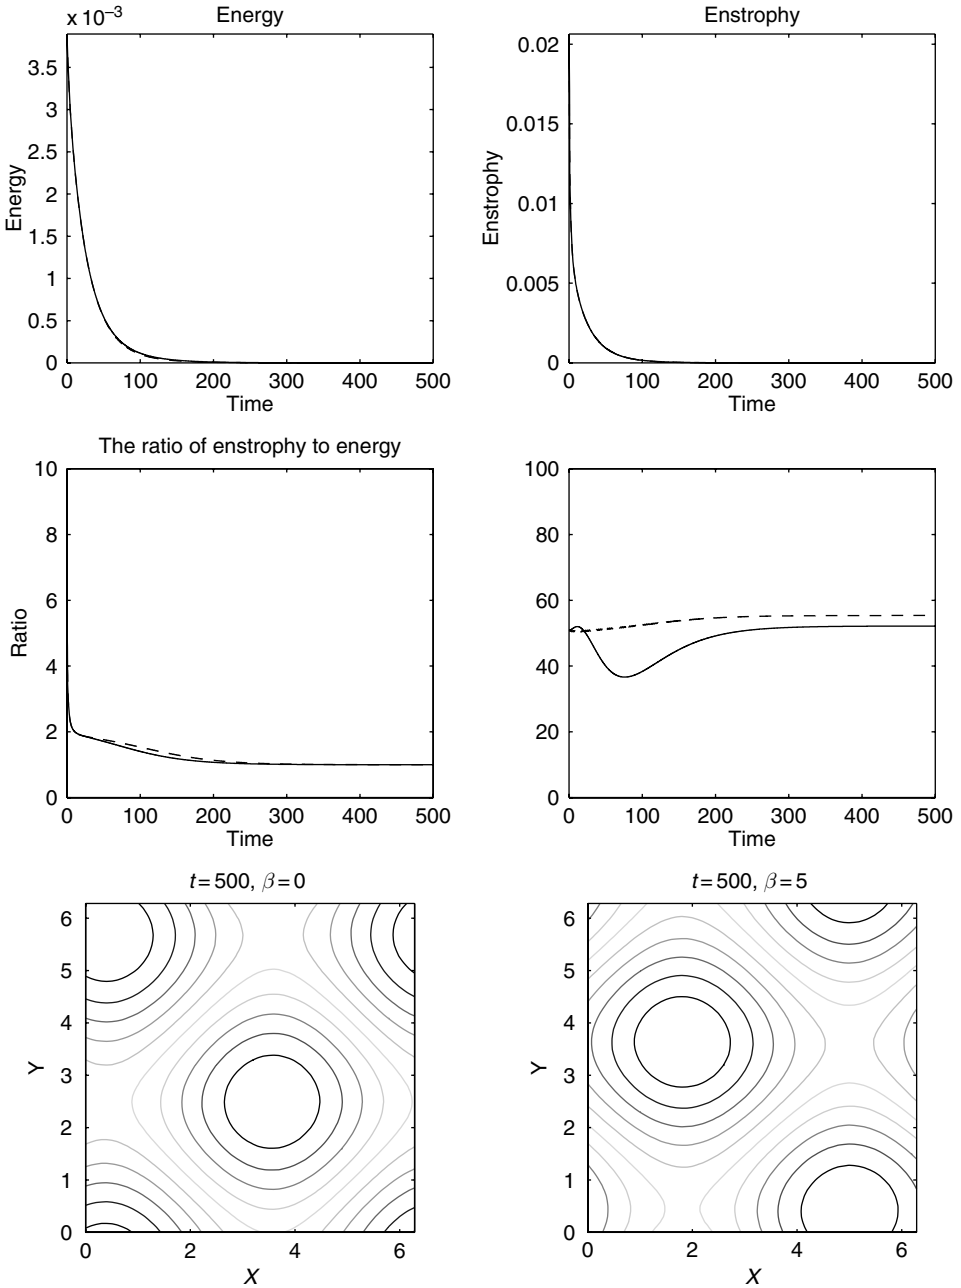 x 10⁻³
Energy
3.5
3
2.5
2
1.5
1
0.5
0
Energy
0 100 200 300 400 500
Time
Enstrophy
0.02
0.015
0.01
0.005
0
Enstrophy
0 100 200 300 400 500
Time
The ratio of enstrophy to energy
10
8
6
4
2
0
Ratio
0 100 200 300 400 500
Time
100
80
60
40
20
0
0 100 200 300 400 500
Time
t=500, β=0
6
5
4
3
2
1
0
Y
0 2 4 6
X
t=500, β=5
6
5
4
3
2
1
0
Y
0 2 4 6
X